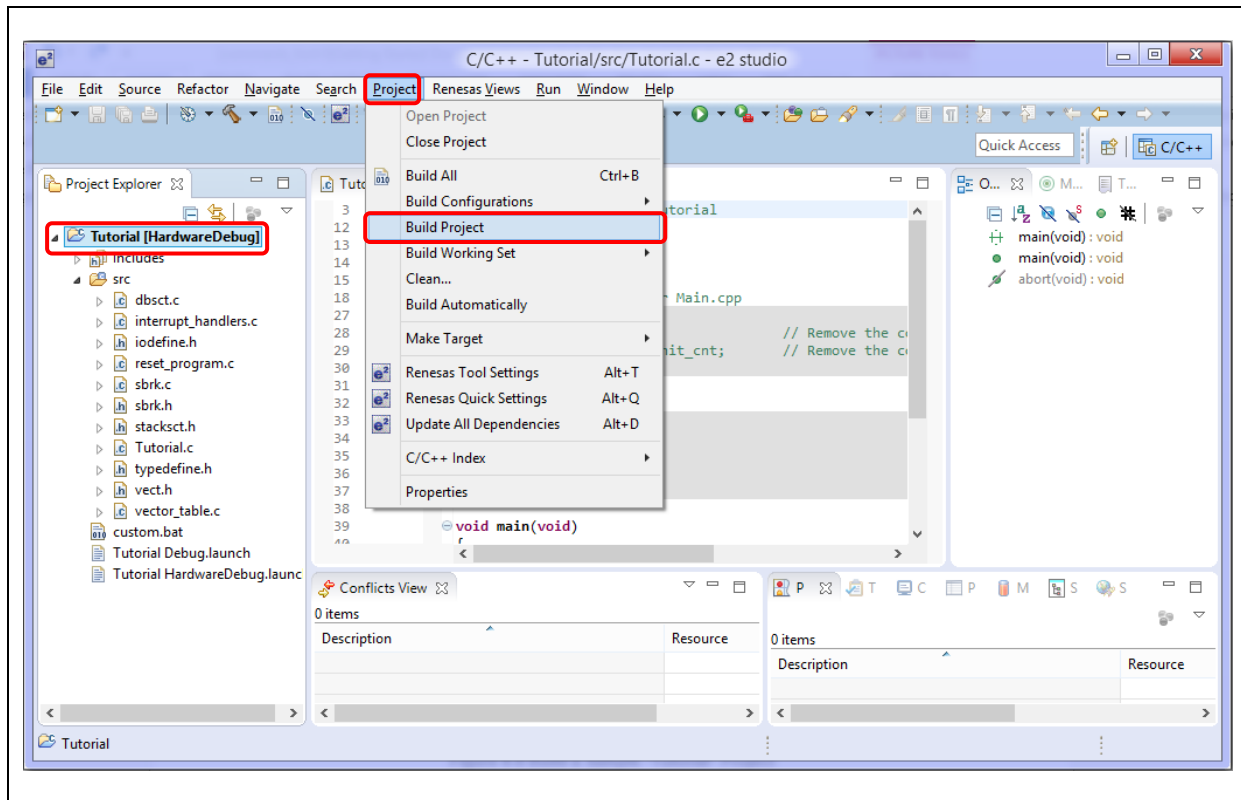 e²
C/C++ - Tutorial/src/Tutorial.c - e2 studio
File Edit Source Refactor Navigate Search Project Renesas Views Run Window Help
Quick Access
C/C++
Project Explorer
Tutorial [HardwareDebug]
Includes
src
dbsct.c
interrupt_handlers.c
iodefine.h
reset_program.c
sbrk.c
sbrk.h
stacksct.h
Tutorial.c
typedefine.h
vect.h
vector_table.c
custom.bat
Tutorial Debug.launch
Tutorial HardwareDebug.launc
Open Project
Close Project
Build All Ctrl+B
Build Configurations
Build Project
Build Working Set
Clean...
Build Automatically
Make Target
Renesas Tool Settings Alt+T
Renesas Quick Settings Alt+Q
Update All Dependencies Alt+D
C/C++ Index
Properties
Tuto
3 torial
12
13
14
15
18 Main.cpp
27
28 // Remove the co
29 nit_cnt; // Remove the co
30
31
32
33
34
35
36
37
38
39 void main(void)
40 {
O... M... T...
main(void) : void
main(void) : void
abort(void) : void
Conflicts View
0 items
Description Resource
P T C P M S S
0 items
Description Resource
Tutorial